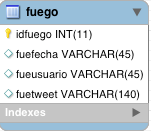 fuego
idfuego INT(11)
fuefecha VARCHAR(45)
fueusuario VARCHAR(45)
fuetweet VARCHAR(140)
Indexes